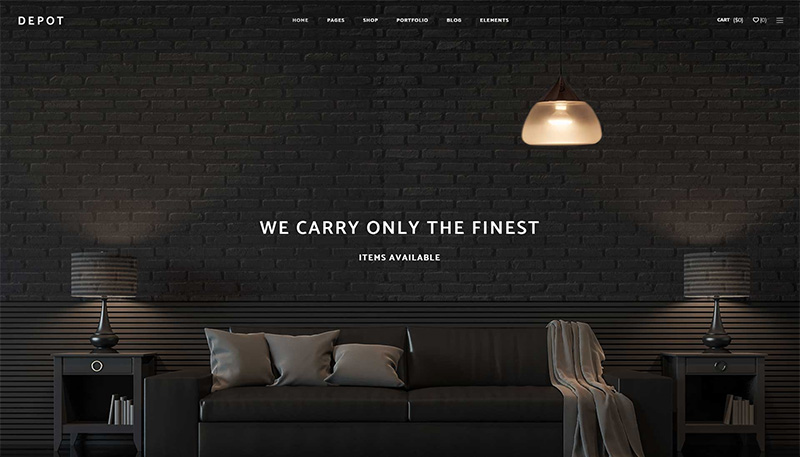 DEPOT
HOME PAGES SHOP PORTFOLIO BLOG ELEMENTS
CART ($0) (0)
WE CARRY ONLY THE FINEST
ITEMS AVAILABLE